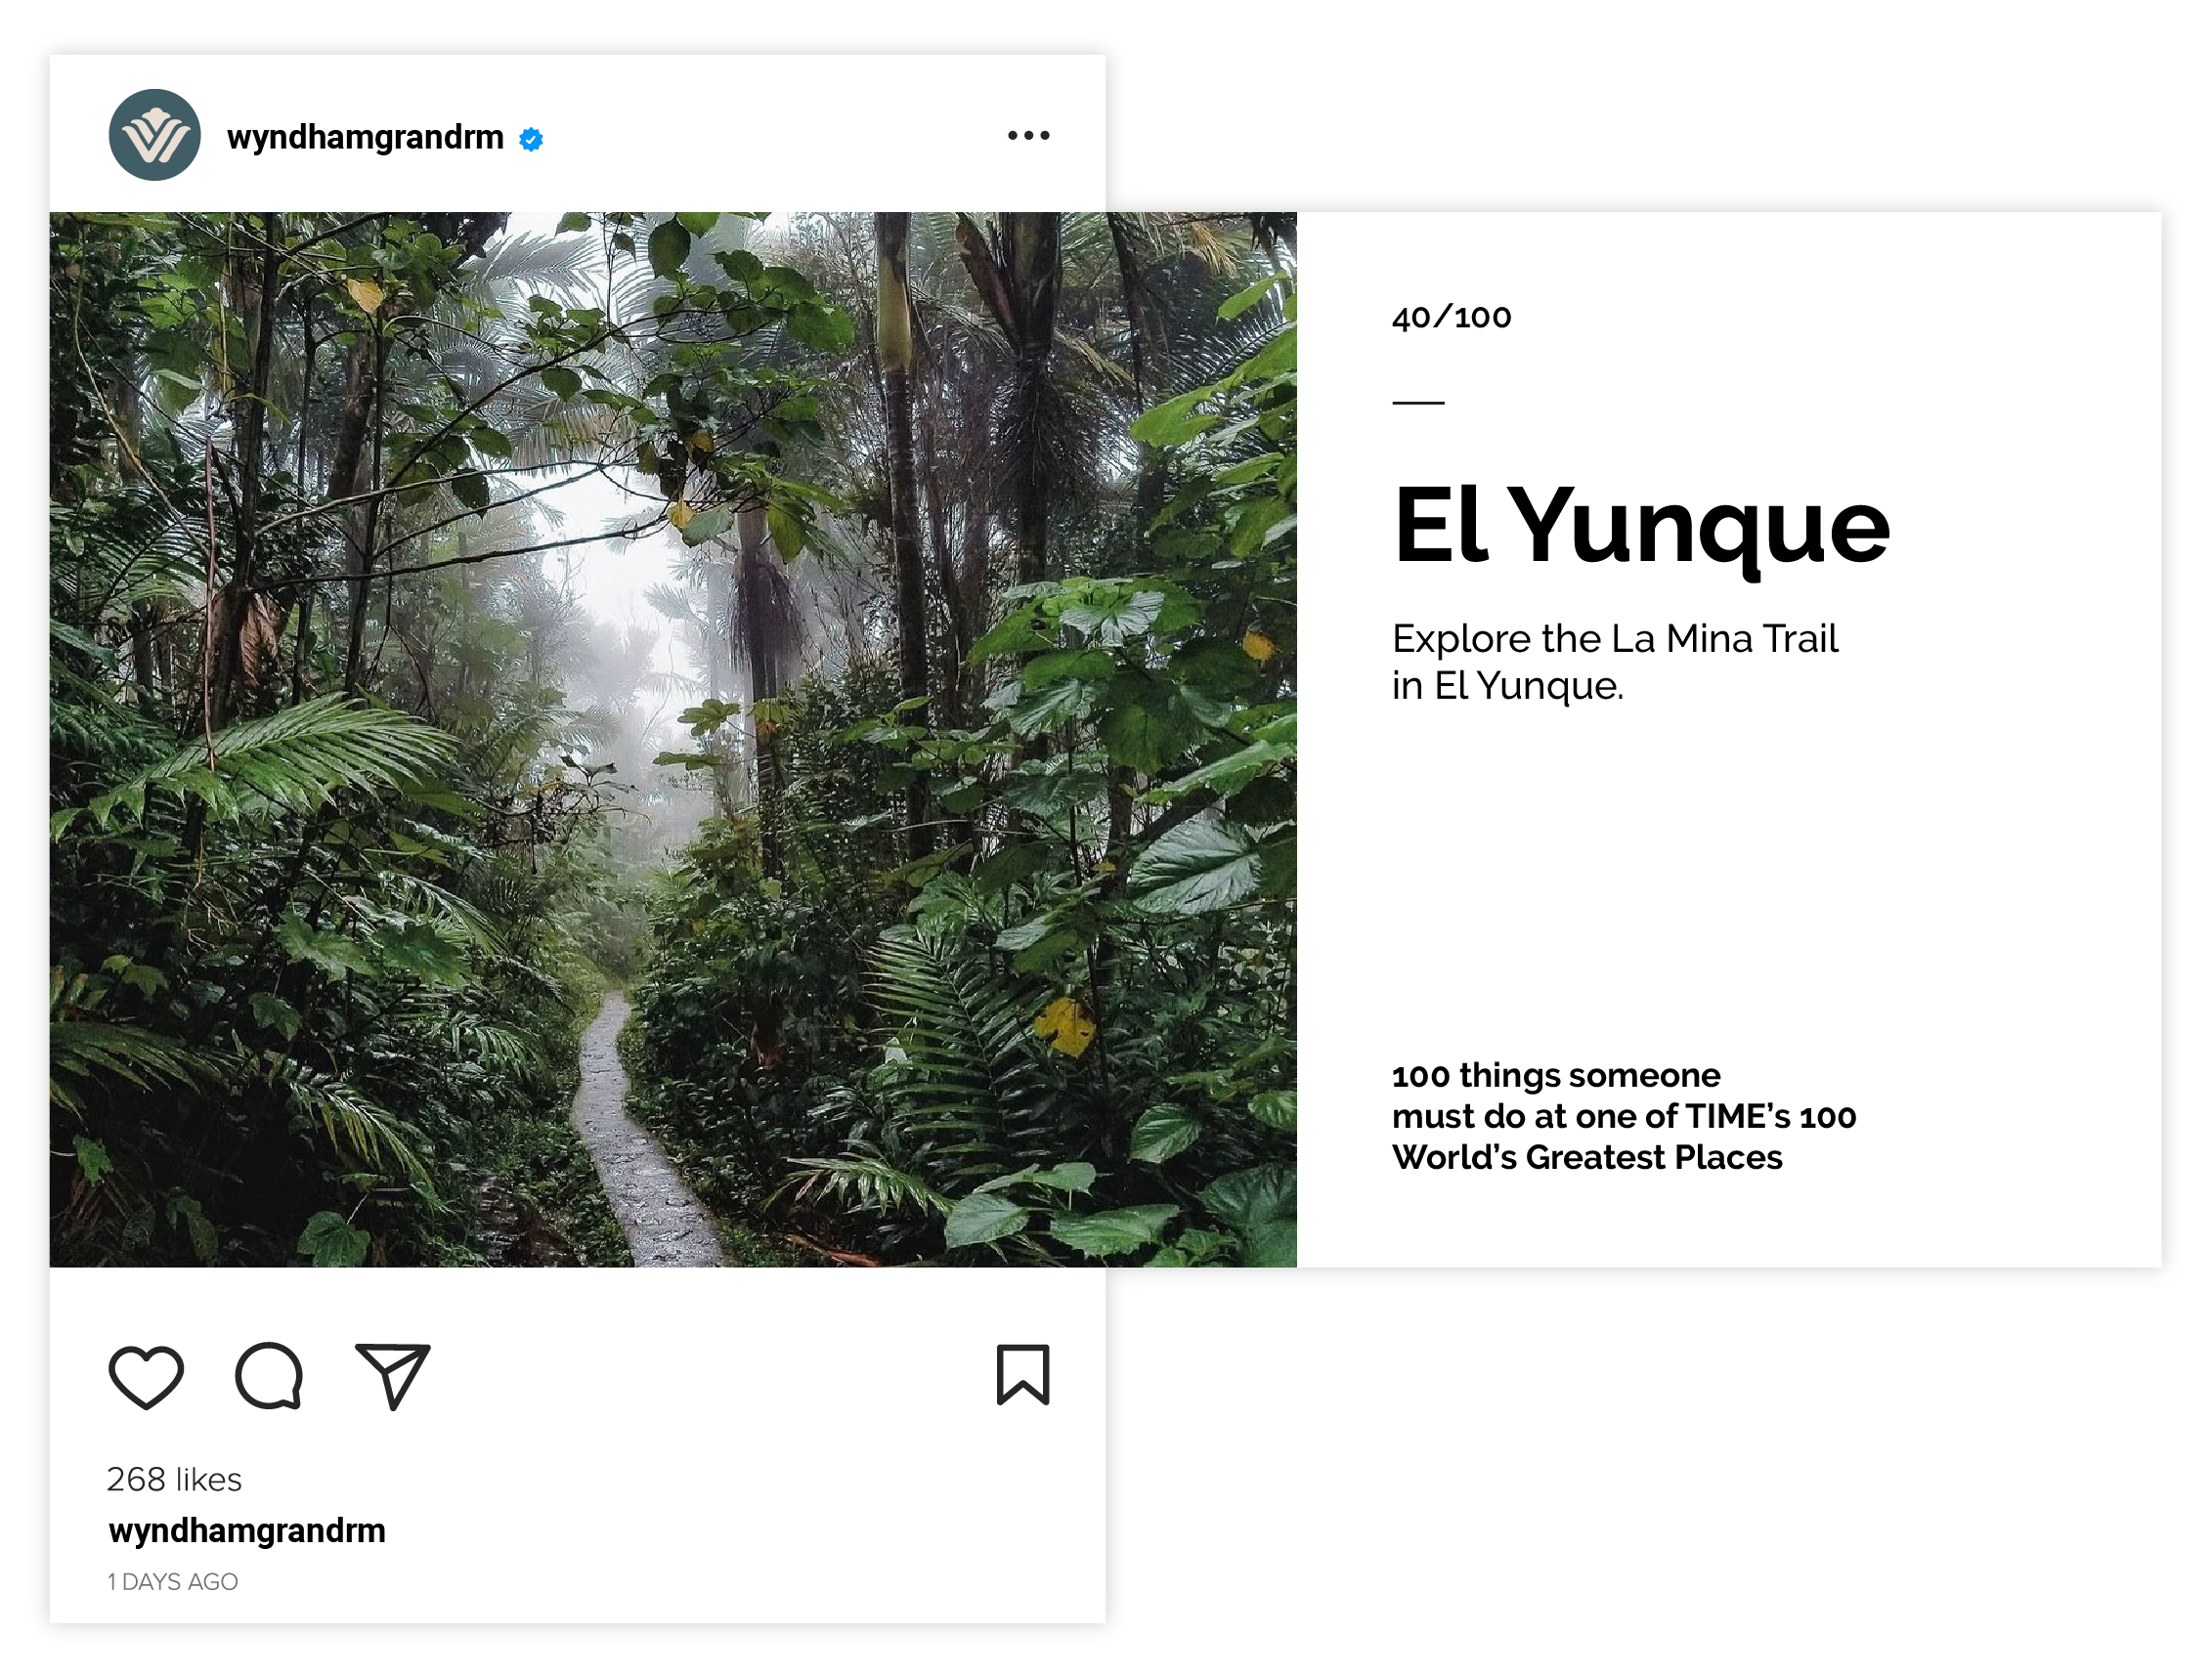 wyndhamgrandrm
40/100
El Yunque
Explore the La Mina Trail
in El Yunque.
100 things someone
must do at one of TIME’s 100
World’s Greatest Places
268 likes
wyndhamgrandrm
1 DAYS AGO